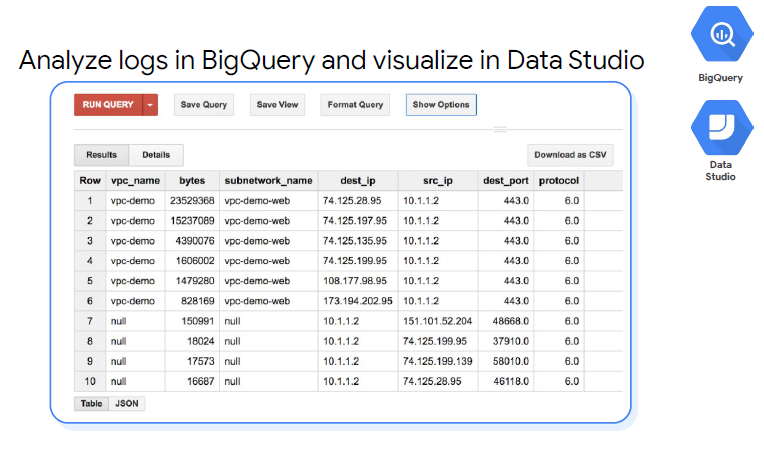 Analyze logs in BigQuery and visualize in Data Studio
BigQuery
Data
Studio
RUN QUERY Save Query Save View Format Query Show Options
Results Details Download as CSV
Row vpc_name bytes subnetwork_name dest_ip src_ip dest_port protocol
1 vpc-demo 23529368 vpc-demo-web 74.125.28.95 10.1.1.2 443.0 6.0
2 vpc-demo 15237089 vpc-demo-web 74.125.197.95 10.1.1.2 443.0 6.0
3 vpc-demo 4390076 vpc-demo-web 74.125.135.95 10.1.1.2 443.0 6.0
4 vpc-demo 1606002 vpc-demo-web 74.125.199.95 10.1.1.2 443.0 6.0
5 vpc-demo 1479280 vpc-demo-web 108.177.98.95 10.1.1.2 443.0 6.0
6 vpc-demo 828169 vpc-demo-web 173.194.202.95 10.1.1.2 443.0 6.0
7 null 150991 null 10.1.1.2 151.101.52.204 48668.0 6.0
8 null 18024 null 10.1.1.2 74.125.199.95 37910.0 6.0
9 null 17573 null 10.1.1.2 74.125.199.139 58010.0 6.0
10 null 16687 null 10.1.1.2 74.125.28.95 46118.0 6.0
Table JSON